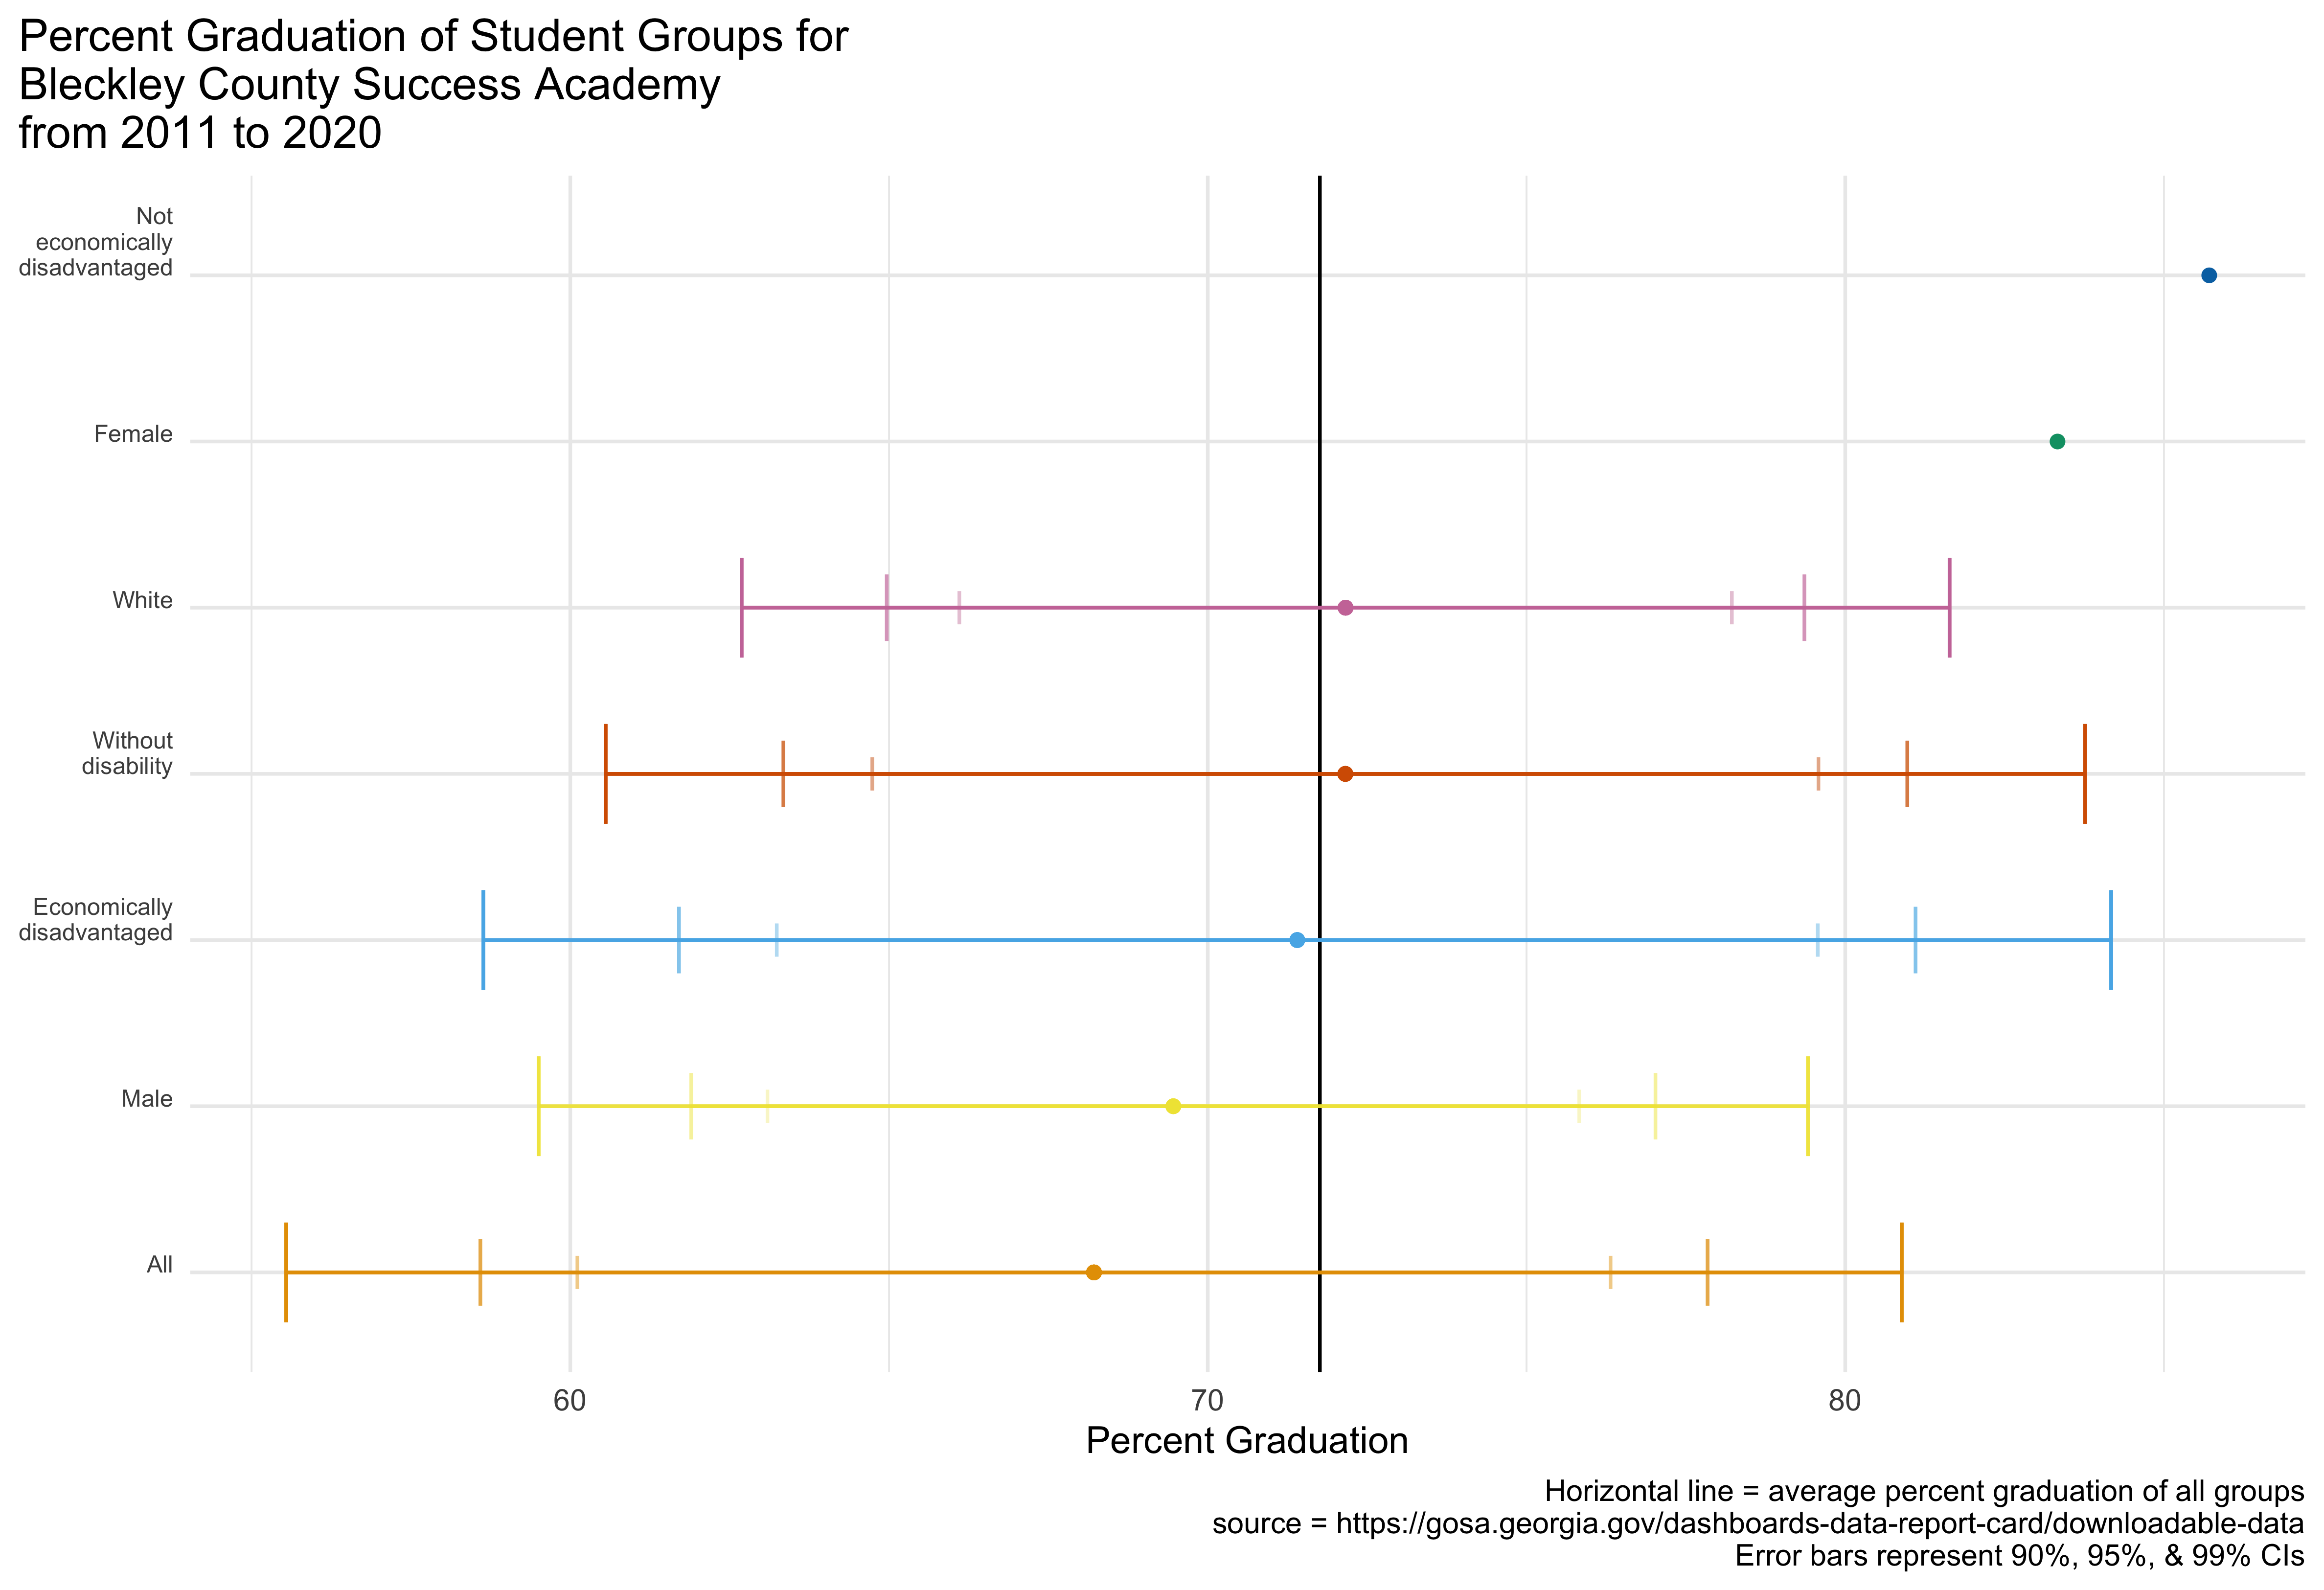 Percent Graduation of Student Groups for
Bleckley County Success Academy
from 2011 to 2020
Not
economically
disadvantaged
Female
White
Without
disability
Economically
disadvantaged
Male
All
60
70
80
Percent Graduation
Horizontal line = average percent graduation of all groups
source = https://gosa.georgia.gov/dashboards-data-report-card/downloadable-data
Error bars represent 90%, 95%, & 99% CIs